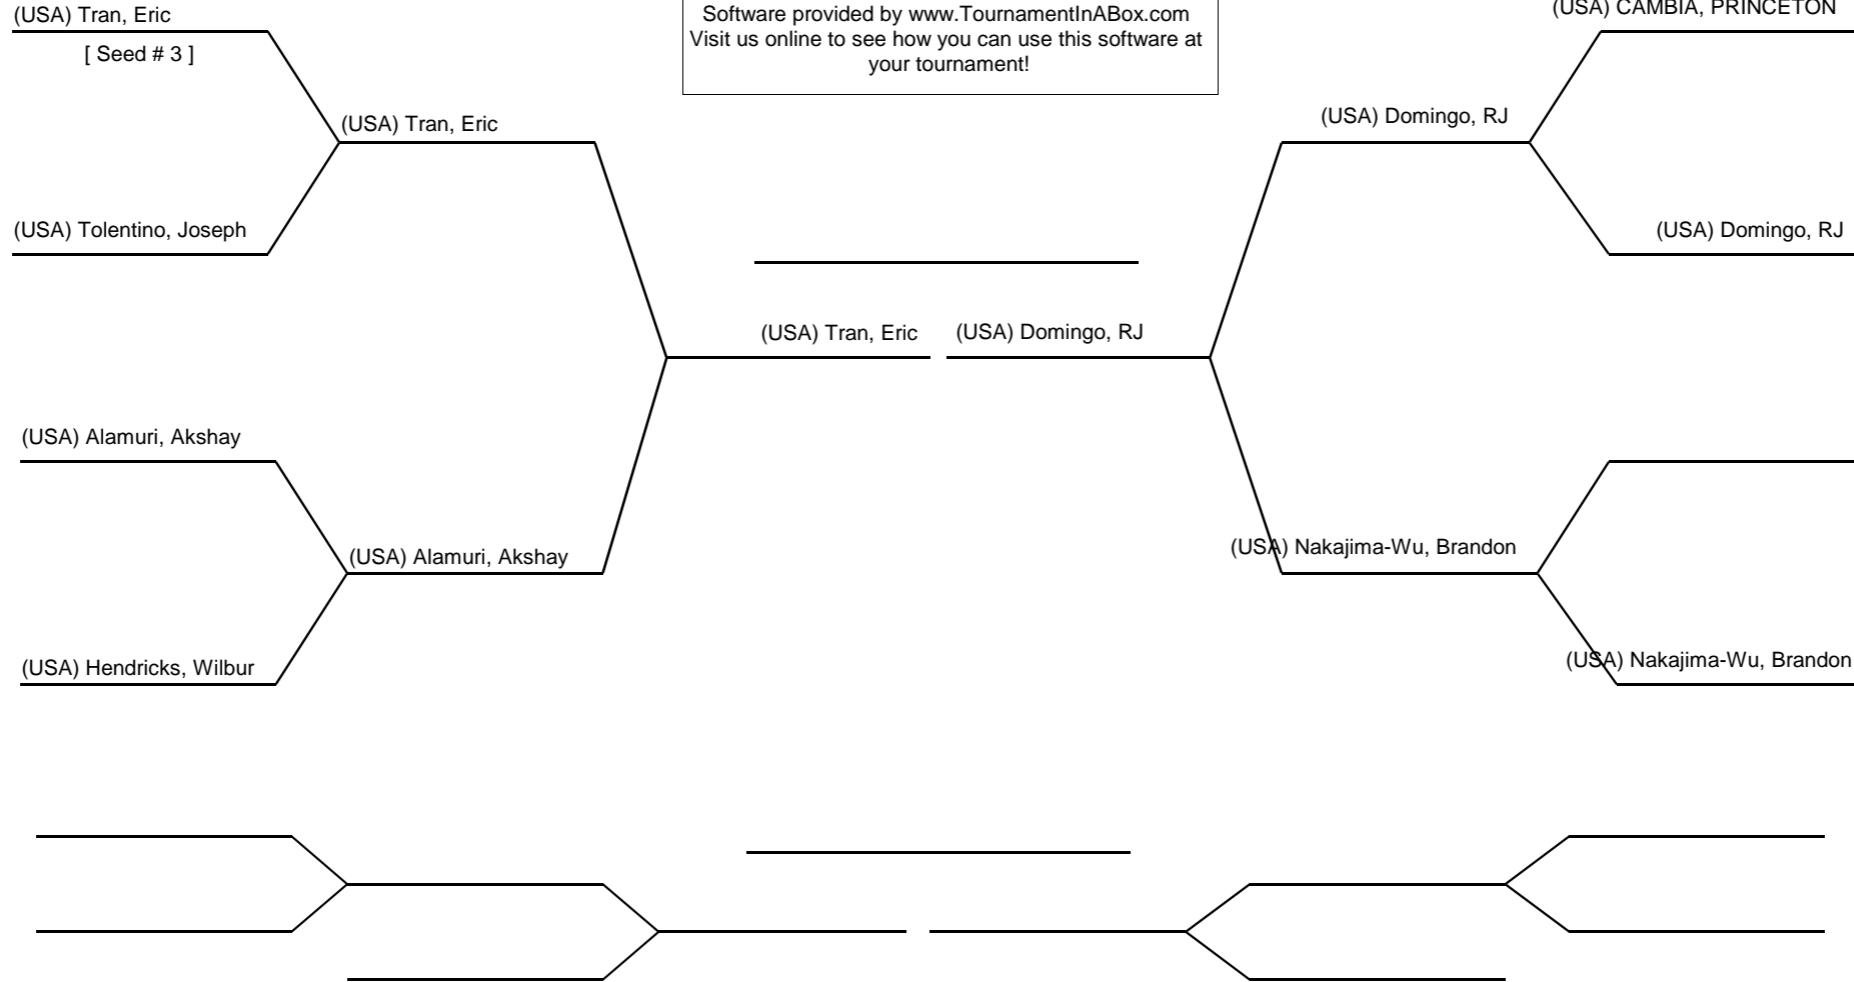 (USA) Tran, Eric
[ Seed # 3 ]
Software provided by www.TournamentInABox.com
Visit us online to see how you can use this software at
your tournament!
(USA) CAMBIA, PRINCETON
(USA) Tran, Eric
(USA) Domingo, RJ
(USA) Tolentino, Joseph
(USA) Domingo, RJ
(USA) Tran, Eric
(USA) Domingo, RJ
(USA) Alamuri, Akshay
(USA) Alamuri, Akshay
(USA) Nakajima-Wu, Brandon
(USA) Hendricks, Wilbur
(USA) Nakajima-Wu, Brandon